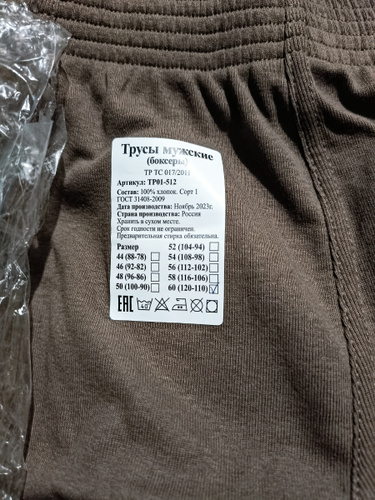 Трусы мужские
(боксеры)
ТР ТС 017/2011
Артикул: ТР01-512
Состав: 100% хлопок. Сорт 1
ГОСТ 31408-2009
Дата производства: Ноябрь 2023г.
Страна производства: Россия
Хранить в сухом месте.
Срок годности не ограничен.
Предварительная стирка обязательна.
Размер 52 (104-94)
44 (88-78) 54 (108-98)
46 (92-82) 56 (112-102)
48 (96-86) 58 (116-106)
50 (100-90) 60 (120-110)
EAC 40